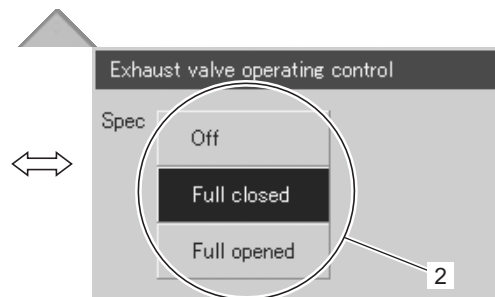 Exhaust valve operating control
Spec
Off
Full closed
Full opened
2